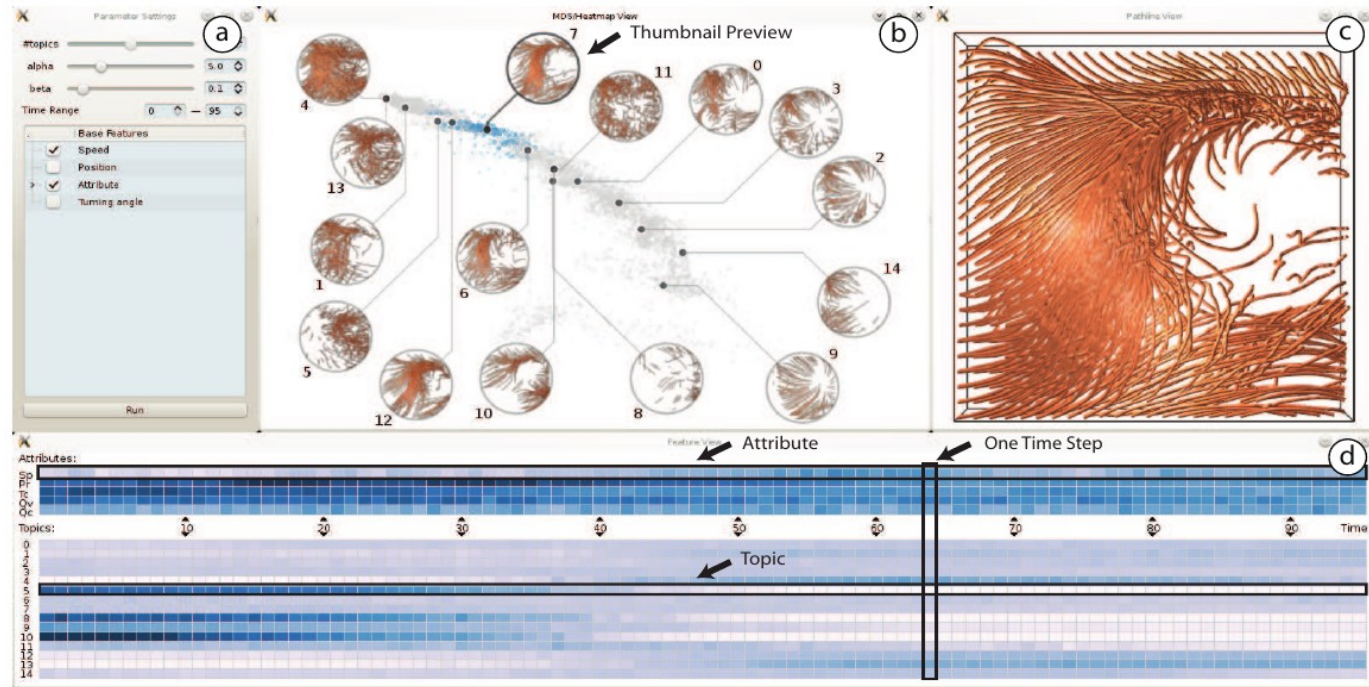 Parameter Settings
a
#topics
alpha 5.0
beta 0.1
Time Range 0 — 95
Base Features
Speed
Position
Attribute
Turning angle
Run
MDS/Heatmap View
b
Thumbnail Preview
7
4
11
0
3
13
2
1
6
14
5
12
10
8
9
Pathline View
c
Feature View
d
Attribute
One Time Step
Attributes:
Sp
Pr
Tc
Qv
Qc
Topics: 10 20 30 40 50 60 70 80 90 Time
Topic
0
1
2
3
4
5
6
7
8
9
10
11
12
13
14